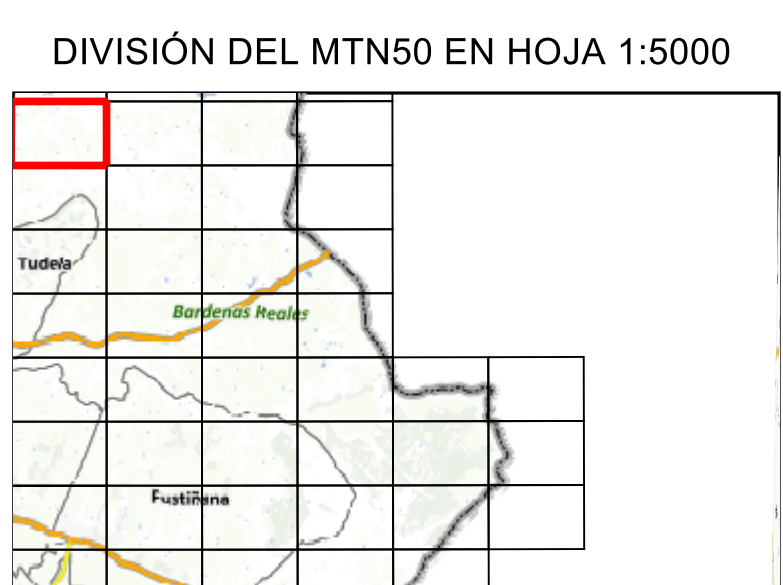 DIVISIÓN DEL MTN50 EN HOJA 1:5000
Tudela
Bardenas Reales
Fustiñana